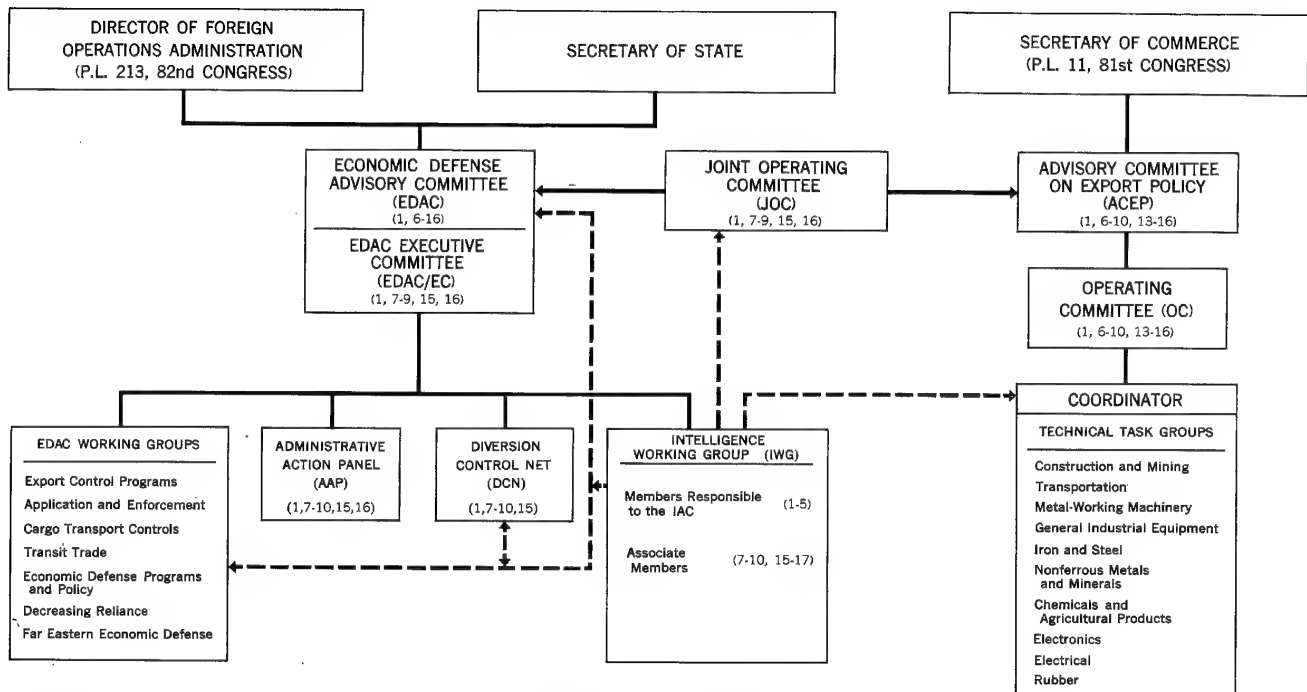 DIRECTOR OF FOREIGN
OPERATIONS ADMINISTRATION
(P.L. 213, 82nd CONGRESS)
SECRETARY OF STATE
SECRETARY OF COMMERCE
(P.L. 11, 81st CONGRESS)
ECONOMIC DEFENSE
ADVISORY COMMITTEE
(EDAC)
(1, 6-16)
EDAC EXECUTIVE
COMMITTEE
(EDAC/EC)
(1, 7-9, 15, 16)
JOINT OPERATING
COMMITTEE
(JOC)
(1, 7-9, 15, 16)
ADVISORY COMMITTEE
ON EXPORT POLICY
(ACEP)
(1, 6-10, 13-16)
OPERATING
COMMITTEE (OC)
(1, 6-10, 13-16)
EDAC WORKING GROUPS
Export Control Programs
Application and Enforcement
Cargo Transport Controls
Transit Trade
Economic Defense Programs
and Policy
Decreasing Reliance
Far Eastern Economic Defense
ADMINISTRATIVE
ACTION PANEL
(AAP)
(1,7-10,15,16)
DIVERSION
CONTROL NET
(DCN)
(1,7-10,15)
INTELLIGENCE
WORKING GROUP (IWG)
Members Responsible
to the IAC (1-5)
Associate
Members (7-10, 15-17)
COORDINATOR
TECHNICAL TASK GROUPS
Construction and Mining
Transportation
Metal-Working Machinery
General Industrial Equipment
Iron and Steel
Nonferrous Metals
and Minerals
Chemicals and
Agricultural Products
Electronics
Electrical
Rubber